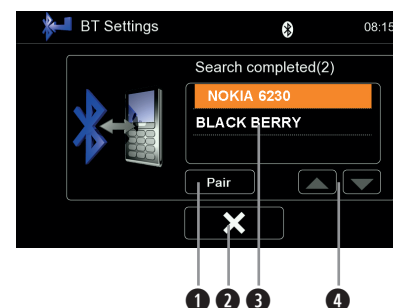 BT Settings
08:15
Search completed(2)
NOKIA 6230
BLACK BERRY
Pair
1 2 3 4